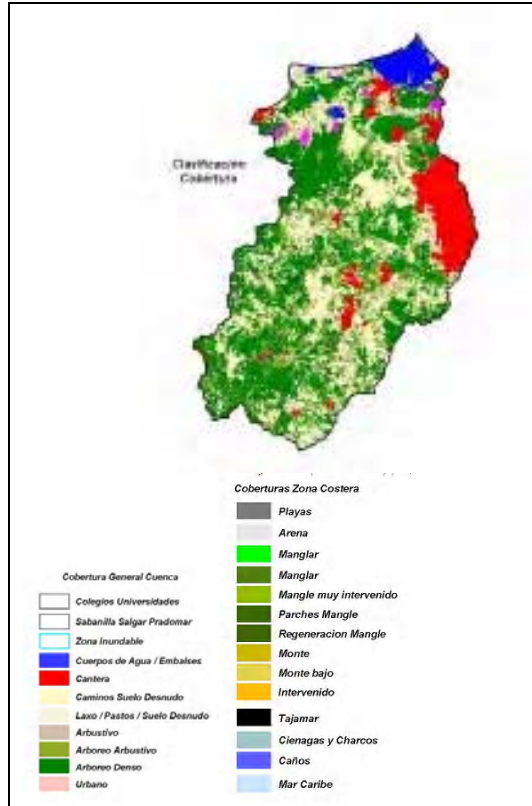 Clasificacion
Cobertura
Coberturas Zona Costera
Playas
Arena
Manglar
Manglar
Mangle muy intervenido
Parches Mangle
Regeneracion Mangle
Monte
Monte bajo
Intervenido
Tajamar
Cienagas y Charcos
Caños
Mar Caribe
Cobertura General Cuenca
Colegios Universidades
Sabanilla Salgar Pradomar
Zona Inundable
Cuerpos de Agua / Embalses
Cantera
Caminos Suelo Desnudo
Laxo / Pastos / Suelo Desnudo
Arbustivo
Arboreo Arbustivo
Arboreo Denso
Urbano